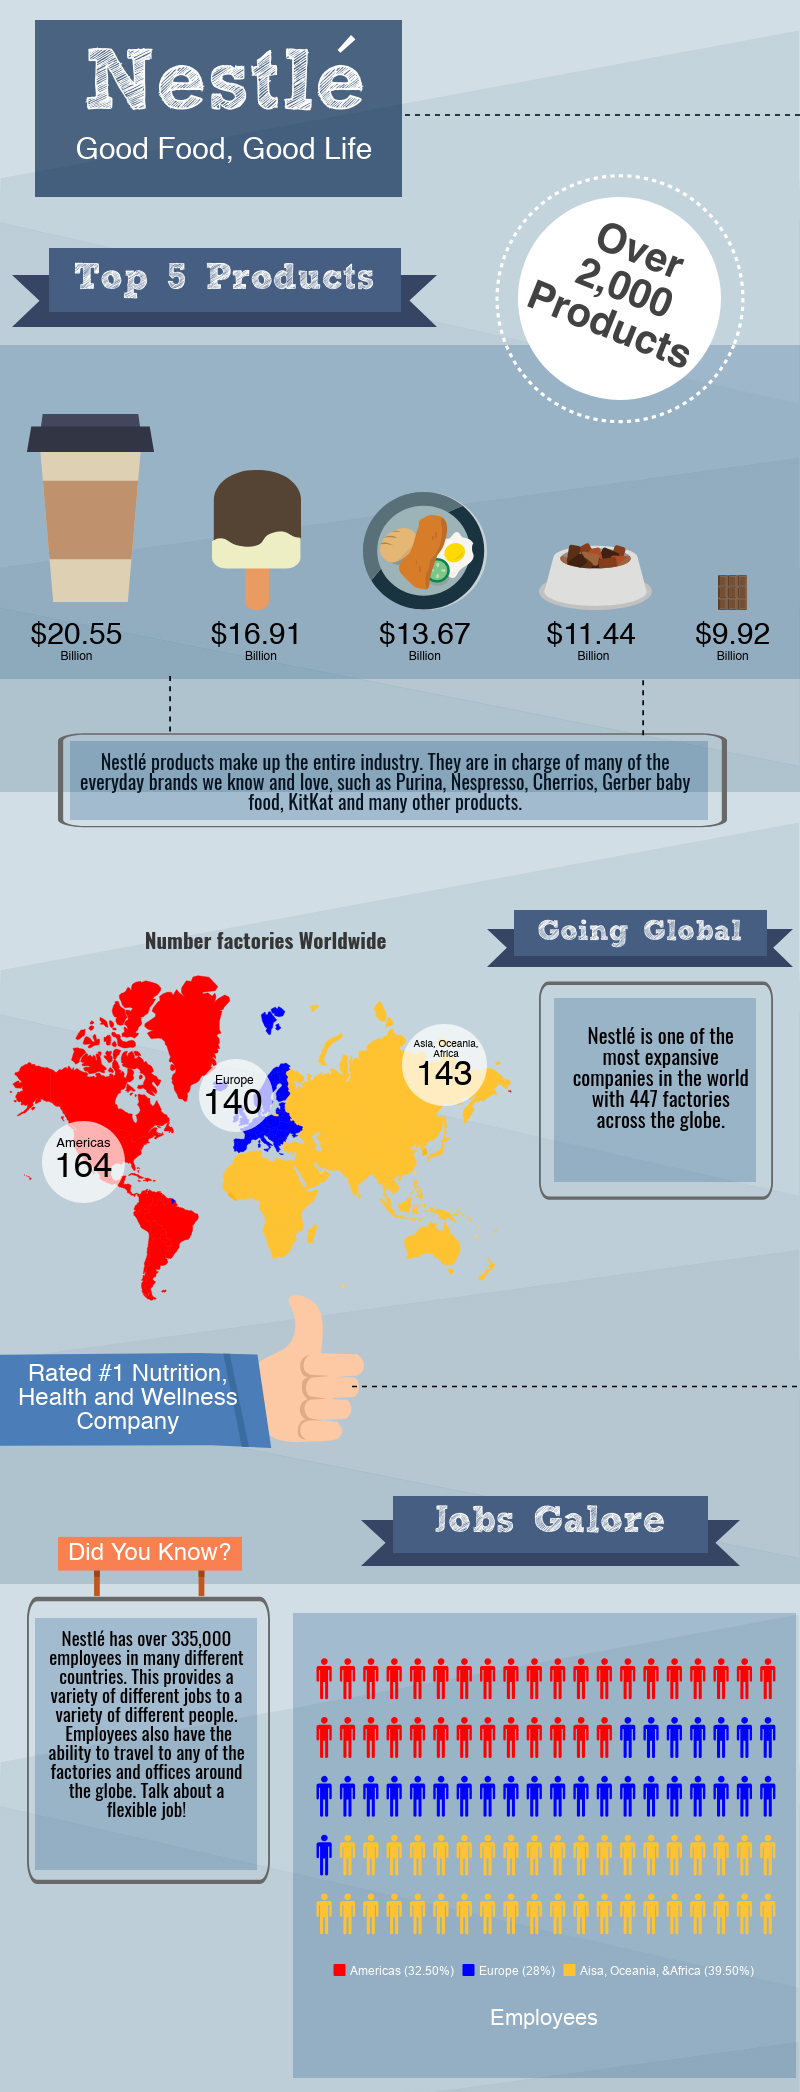 Nestlé
Good Food, Good Life
Over
2,000
Products
Top 5 Products
$20.55
Billion
$16.91
Billion
$13.67
Billion
$11.44
Billion
$9.92
Billion
Nestlé products make up the entire industry. They are in charge of many of the
everyday brands we know and love, such as Purina, Nespresso, Cherrios, Gerber baby
food, KitKat and many other products.
Going Global
Number factories Worldwide
Americas
164
Europe
140
Asia, Oceania,
Africa
143
Nestlé is one of the
most expansive
companies in the world
with 447 factories
across the globe.
Rated #1 Nutrition,
Health and Wellness
Company
Jobs Galore
Did You Know?
Nestlé has over 335,000
employees in many different
countries. This provides a
variety of different jobs to a
variety of different people.
Employees also have the
ability to travel to any of the
factories and offices around
the globe. Talk about a
flexible job!
Americas (32.50%) Europe (28%) Aisa, Oceania, &Africa (39.50%)
Employees